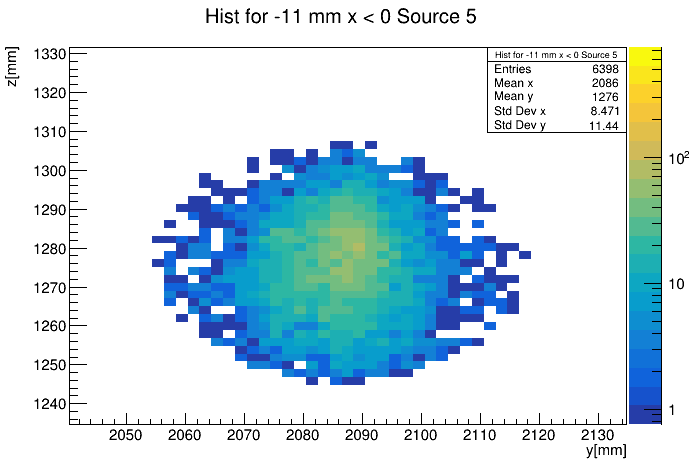 Hist for -11 mm x < 0 Source 5
z[mm]
Hist for -11 mm x < 0 Source 5
Entries 6398
Mean x 2086
Mean y 1276
Std Dev x 8.471
Std Dev y 11.44
1330
1320
1310
1300
1290
1280
1270
1260
1250
1240
10²
10
1
2050 2060 2070 2080 2090 2100 2110 2120 2130
y[mm]